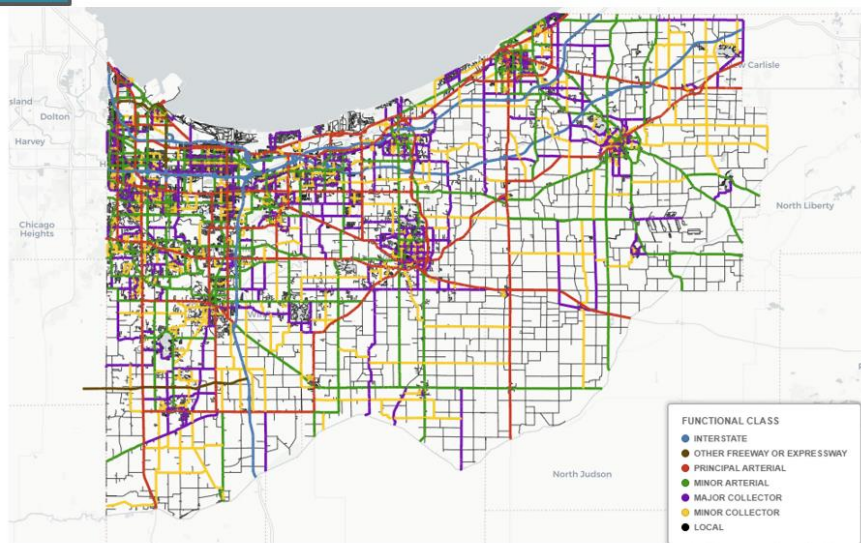 Carlisle
sland
Dolton
Harvey
Chicago
Heights
North Liberty
North Judson
FUNCTIONAL CLASS
INTERSTATE
OTHER FREEWAY OR EXPRESSWAY
PRINCIPAL ARTERIAL
MINOR ARTERIAL
MAJOR COLLECTOR
MINOR COLLECTOR
LOCAL